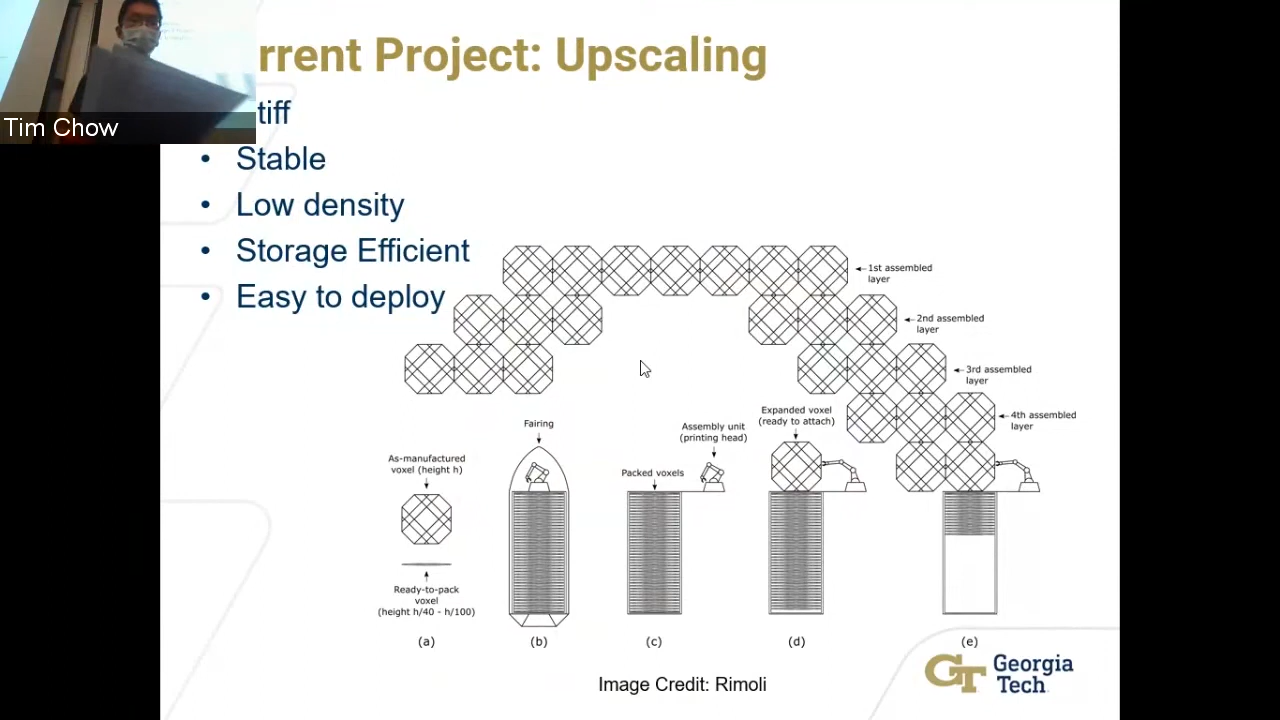 rrent Project: Upscaling
tiff
Tim Chow
• Stable
• Low density
• Storage Efficient
• Easy to deploy
1st assembled
layer
2nd assembled
layer
3rd assembled
layer
4th assembled
layer
Expanded voxel
(ready to attach)
Assembly unit
(printing head)
Fairing
Packed voxels
As-manufactured
voxel (height h)
Ready-to-pack
voxel
(height h/40 - h/100)
(a)
(b)
(c)
(d)
(e)
Image Credit: Rimoli
GT Georgia
Tech